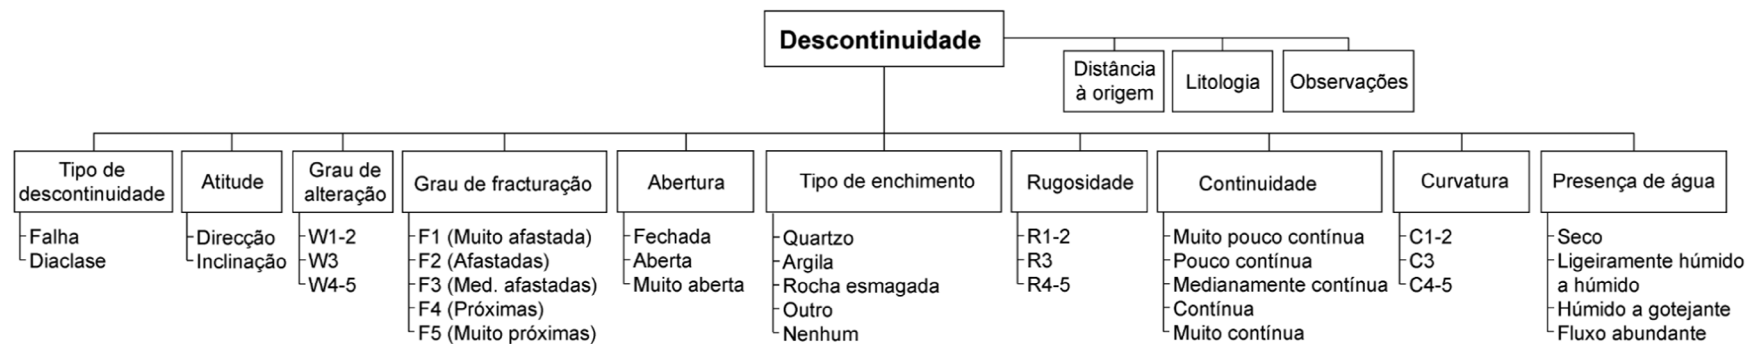 Descontinuidade
Distância
à origem
Litologia
Observações
Tipo de
descontinuidade
Falha
Diaclase
Atitude
Direcção
Inclinação
Grau de
alteração
W1-2
W3
W4-5
Grau de fracturação
F1 (Muito afastada)
F2 (Afastadas)
F3 (Med. afastadas)
F4 (Próximas)
F5 (Muito próximas)
Abertura
Fechada
Aberta
Muito aberta
Tipo de enchimento
Quartzo
Argila
Rocha esmagada
Outro
Nenhum
Rugosidade
R1-2
R3
R4-5
Continuidade
Muito pouco contínua
Pouco contínua
Medianamente contínua
Contínua
Muito contínua
Curvatura
C1-2
C3
C4-5
Presença de água
Seco
Ligeiramente húmido
a húmido
Húmido a gotejante
Fluxo abundante